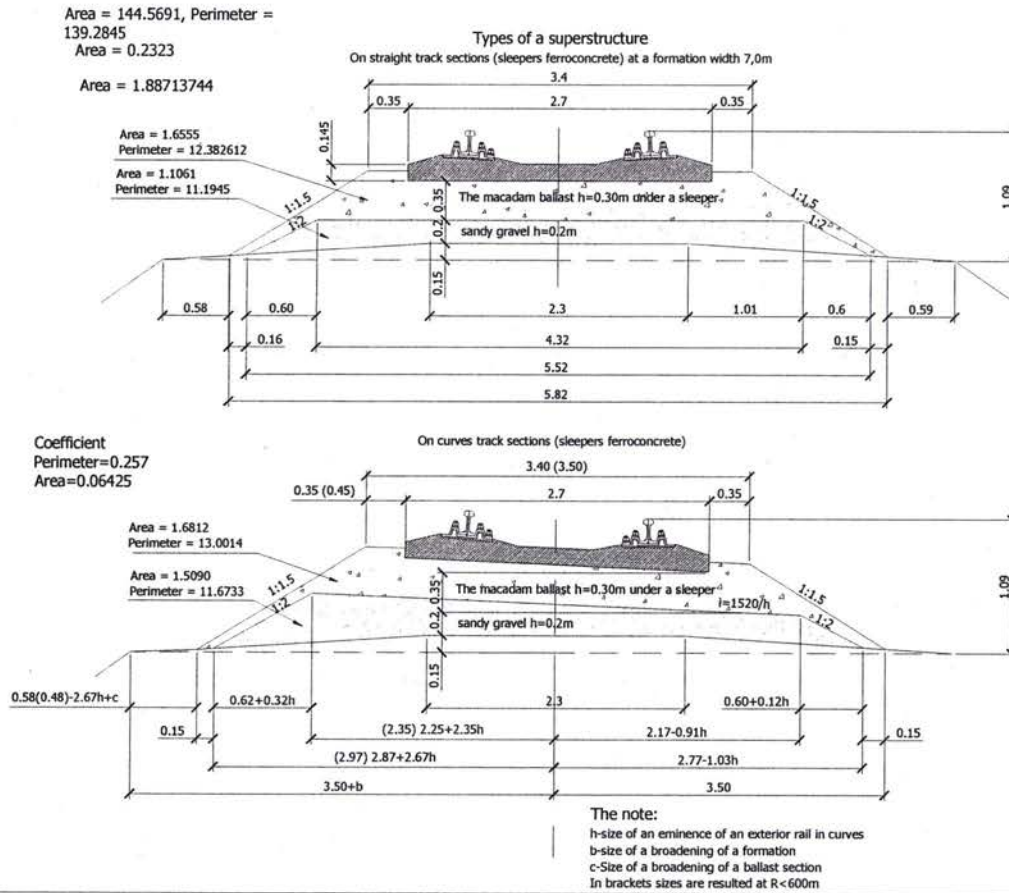 Area = 144.5691, Perimeter =
139.2845
Area = 0.2323
Area = 1.88713744
Types of a superstructure
On straight track sections (sleepers ferroconcrete) at a formation width 7,0m
3.4
0.35
2.7
0.35
0.145
Area = 1.6555
Perimeter = 12.382612
Area = 1.1061
Perimeter = 11.1945
1:1.5
1:2
0.35
The macadam ballast h=0.30m under a sleeper
0.2
sandy gravel h=0.2m
0.15
1:1.5
1:2
1.09
0.58
0.60
2.3
1.01
0.6
0.59
0.16
4.32
0.15
5.52
5.82
Coefficient
Perimeter=0.257
Area=0.06425
On curves track sections (sleepers ferroconcrete)
3.40 (3.50)
0.35 (0.45)
2.7
0.35
Area = 1.6812
Perimeter = 13.0014
Area = 1.5090
Perimeter = 11.6733
1:1.5
1:2
0.35
The macadam ballast h=0.30m under a sleeper
i=1520/h
0.2
sandy gravel h=0.2m
0.15
1:1.5
1:2
1.09
0.58(0.48)-2.67h+c
0.62+0.32h
2.3
0.60+0.12h
0.15
(2.35) 2.25+2.35h
2.17-0.91h
0.15
(2.97) 2.87+2.67h
2.77-1.03h
3.50+b
3.50
The note:
h-size of an eminence of an exterior rail in curves
b-size of a broadening of a formation
c-Size of a broadening of a ballast section
In brackets sizes are resulted at R<600m